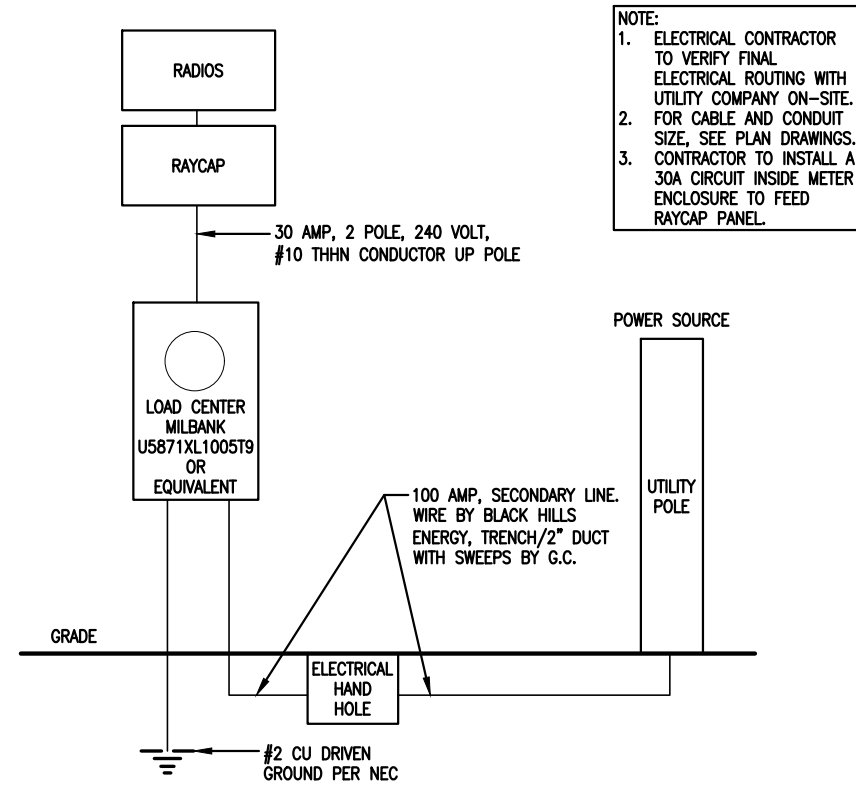 NOTE:
1. ELECTRICAL CONTRACTOR
TO VERIFY FINAL
ELECTRICAL ROUTING WITH
UTILITY COMPANY ON-SITE.
2. FOR CABLE AND CONDUIT
SIZE, SEE PLAN DRAWINGS.
3. CONTRACTOR TO INSTALL A
30A CIRCUIT INSIDE METER
ENCLOSURE TO FEED
RAYCAP PANEL.
RADIOS
RAYCAP
30 AMP, 2 POLE, 240 VOLT,
#10 THHN CONDUCTOR UP POLE
LOAD CENTER
MILBANK
U5871XL1005T9
OR
EQUIVALENT
POWER SOURCE
UTILITY
POLE
100 AMP, SECONDARY LINE.
WIRE BY BLACK HILLS
ENERGY, TRENCH/2" DUCT
WITH SWEEPS BY G.C.
GRADE
ELECTRICAL
HAND
HOLE
#2 CU DRIVEN
GROUND PER NEC